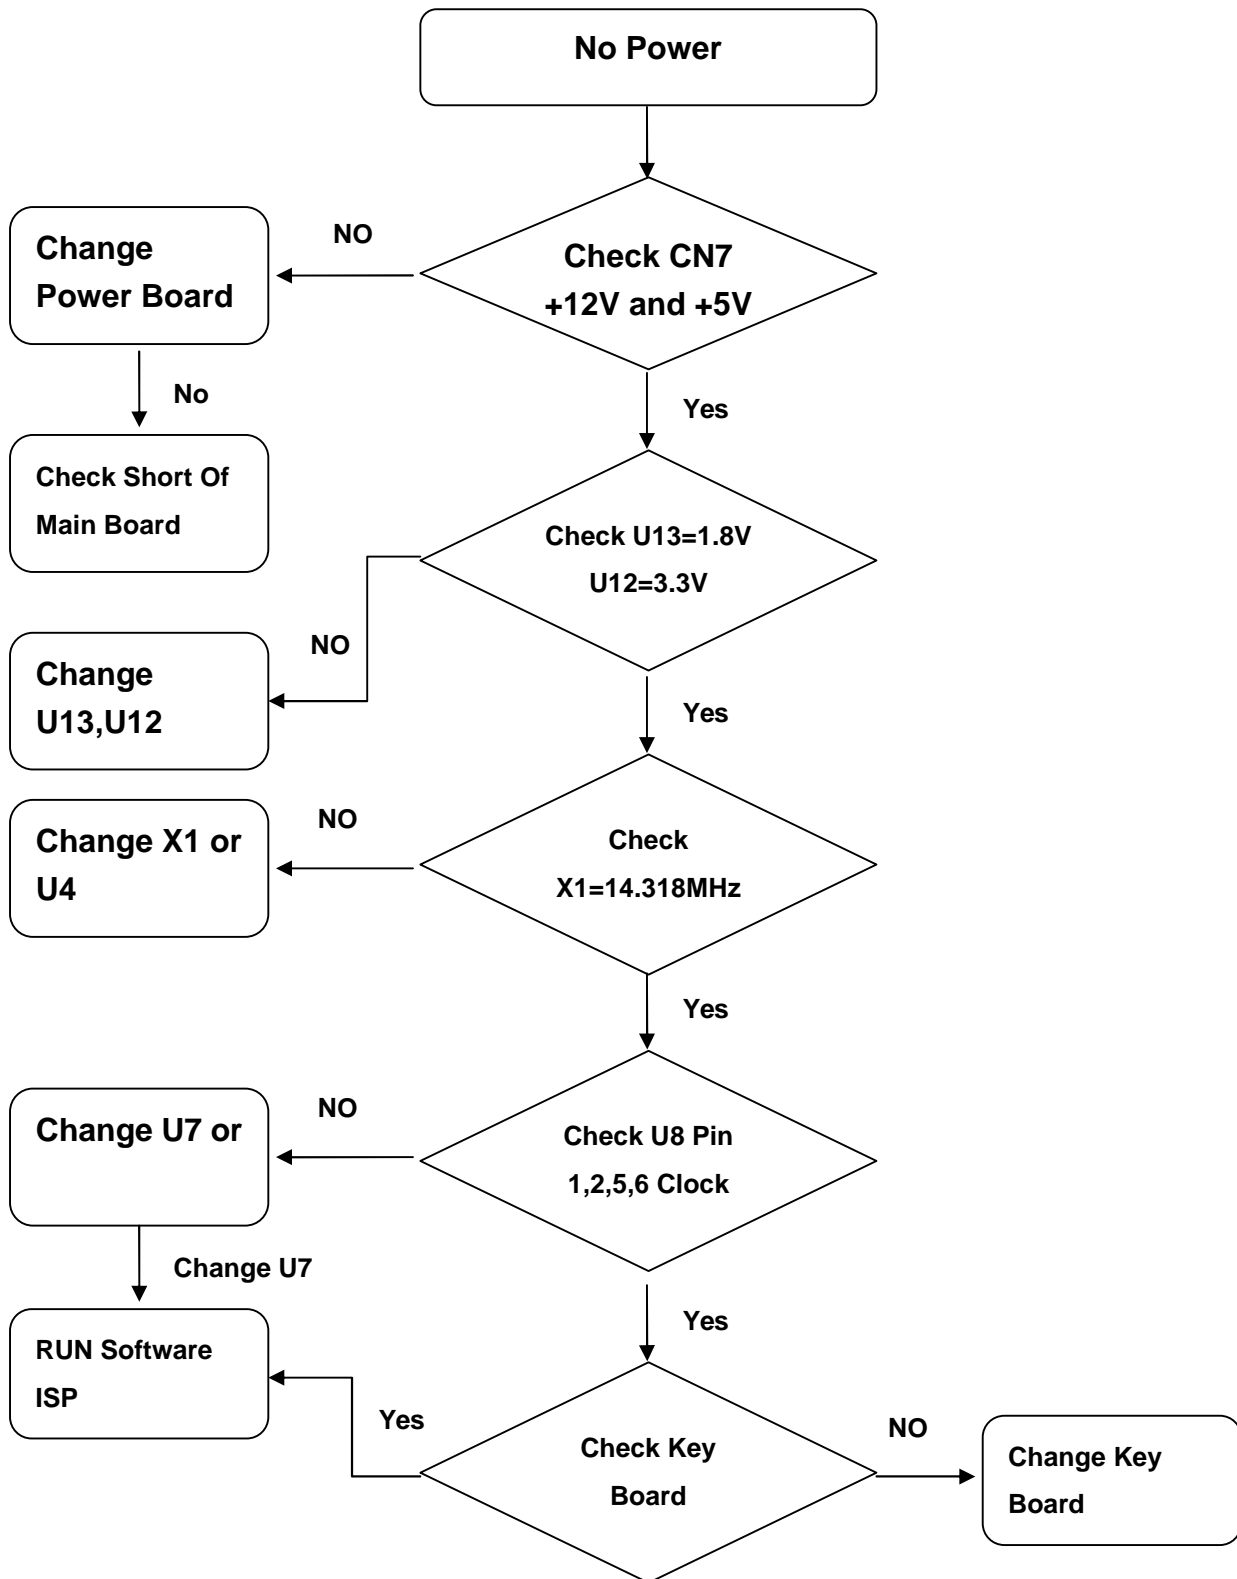 No Power
NO
Change
Power Board
Check CN7
+12V and +5V
No
Yes
Check Short Of
Main Board
Check U13=1.8V
U12=3.3V
NO
Change
U13,U12
Yes
NO
Change X1 or
U4
Check
X1=14.318MHz
Yes
NO
Change U7 or
Check U8 Pin
1,2,5,6 Clock
Change U7
Yes
RUN Software
ISP
Yes
Check Key
Board
NO
Change Key
Board